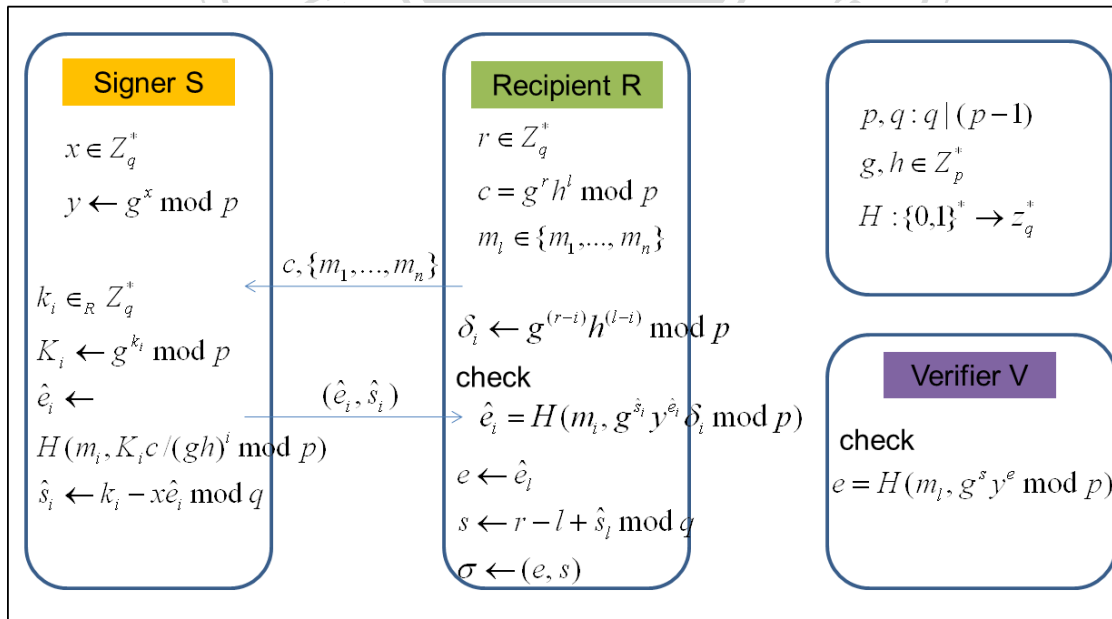 Signer S
x ∈ Z_q^*
y ← g^x mod p
k_i ∈_R Z_q^*
K_i ← g^{k_i} mod p
ê_i ←
H(m_i, K_i c /(gh)^i mod p)
ŝ_i ← k_i − xê_i mod q
c, {m_1,..., m_n}
(ê_i, ŝ_i)
Recipient R
r ∈ Z_q^*
c = g^r h^l mod p
m_l ∈ {m_1,..., m_n}
δ_i ← g^{(r−i)} h^{(l−i)} mod p
check
ê_i = H(m_i, g^{ŝ_i} y^{ê_i} δ_i mod p)
e ← ê_l
s ← r − l + ŝ_l mod q
σ ← (e, s)
p, q : q | (p−1)
g, h ∈ Z_p^*
H : {0,1}^* → z_q^*
Verifier V
check
e = H(m_l, g^s y^e mod p)